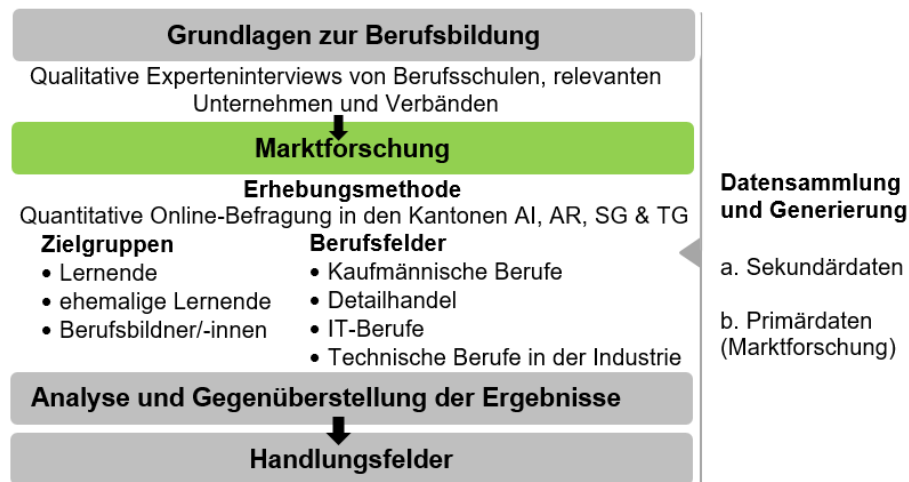 Grundlagen zur Berufsbildung
Qualitative Experteninterviews von Berufsschulen, relevanten
Unternehmen und Verbänden
Marktforschung
Erhebungsmethode
Quantitative Online-Befragung in den Kantonen AI, AR, SG & TG
Zielgruppen
• Lernende
• ehemalige Lernende
• Berufsbildner/-innen
Berufsfelder
• Kaufmännische Berufe
• Detailhandel
• IT-Berufe
• Technische Berufe in der Industrie
Analyse und Gegenüberstellung der Ergebnisse
Handlungsfelder
Datensammlung
und Generierung
a. Sekundärdaten
b. Primärdaten
(Marktforschung)